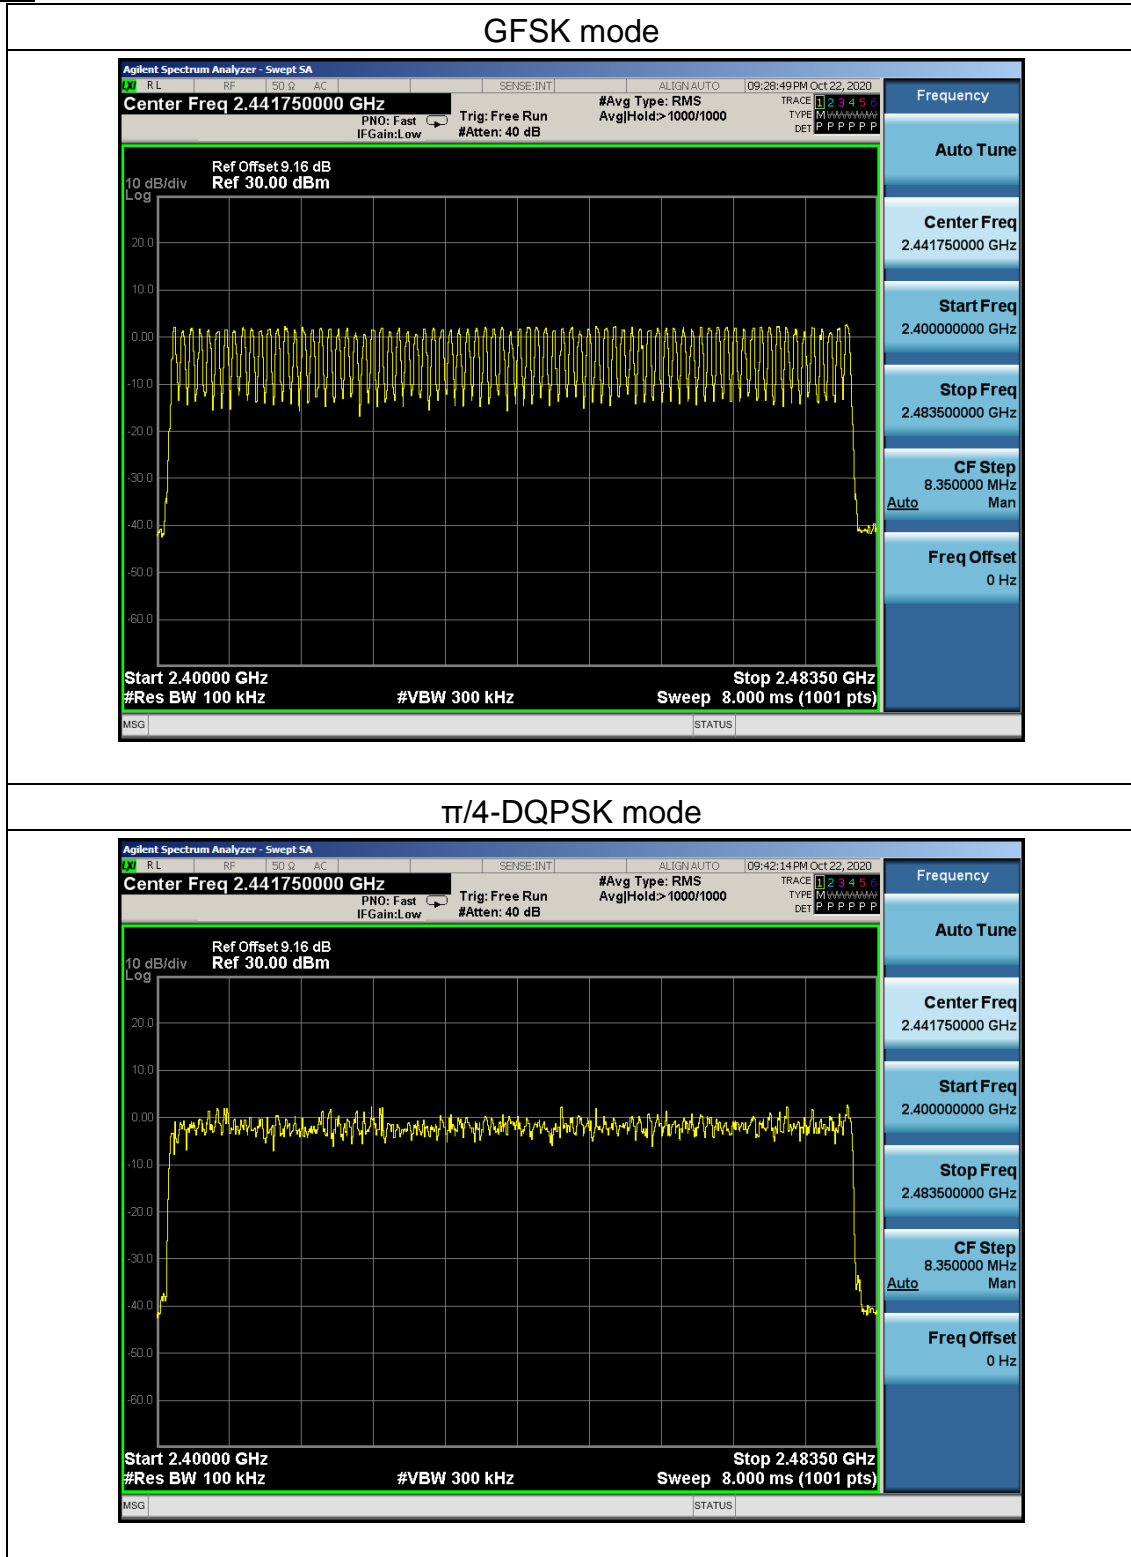 GFSK mode
Agilent Spectrum Analyzer - Swept SA
LXI RL RF 50 Ω AC SENSE:INT ALIGN AUTO 09:28:49 PM Oct 22, 2020
Center Freq 2.441750000 GHz #Avg Type: RMS TRACE 1 2 3 4 5 6
PNO: Fast Trig: Free Run Avg|Hold:>1000/1000 TYPE M
IFGain:Low #Atten: 40 dB DET P P P P P P
Ref Offset 9.16 dB
10 dB/div Ref 30.00 dBm
Log
20.0
10.0
0.00
-10.0
-20.0
-30.0
-40.0
-50.0
-60.0
Start 2.40000 GHz Stop 2.48350 GHz
#Res BW 100 kHz #VBW 300 kHz Sweep 8.000 ms (1001 pts)
MSG STATUS
Frequency
Auto Tune
Center Freq
2.441750000 GHz
Start Freq
2.400000000 GHz
Stop Freq
2.483500000 GHz
CF Step
8.350000 MHz
Auto Man
Freq Offset
0 Hz
π/4-DQPSK mode
Agilent Spectrum Analyzer - Swept SA
LXI RL RF 50 Ω AC SENSE:INT ALIGN AUTO 09:42:14 PM Oct 22, 2020
Center Freq 2.441750000 GHz #Avg Type: RMS TRACE 1 2 3 4 5 6
PNO: Fast Trig: Free Run Avg|Hold:>1000/1000 TYPE M
IFGain:Low #Atten: 40 dB DET P P P P P P
Ref Offset 9.16 dB
10 dB/div Ref 30.00 dBm
Log
20.0
10.0
0.00
-10.0
-20.0
-30.0
-40.0
-50.0
-60.0
Start 2.40000 GHz Stop 2.48350 GHz
#Res BW 100 kHz #VBW 300 kHz Sweep 8.000 ms (1001 pts)
MSG STATUS
Frequency
Auto Tune
Center Freq
2.441750000 GHz
Start Freq
2.400000000 GHz
Stop Freq
2.483500000 GHz
CF Step
8.350000 MHz
Auto Man
Freq Offset
0 Hz